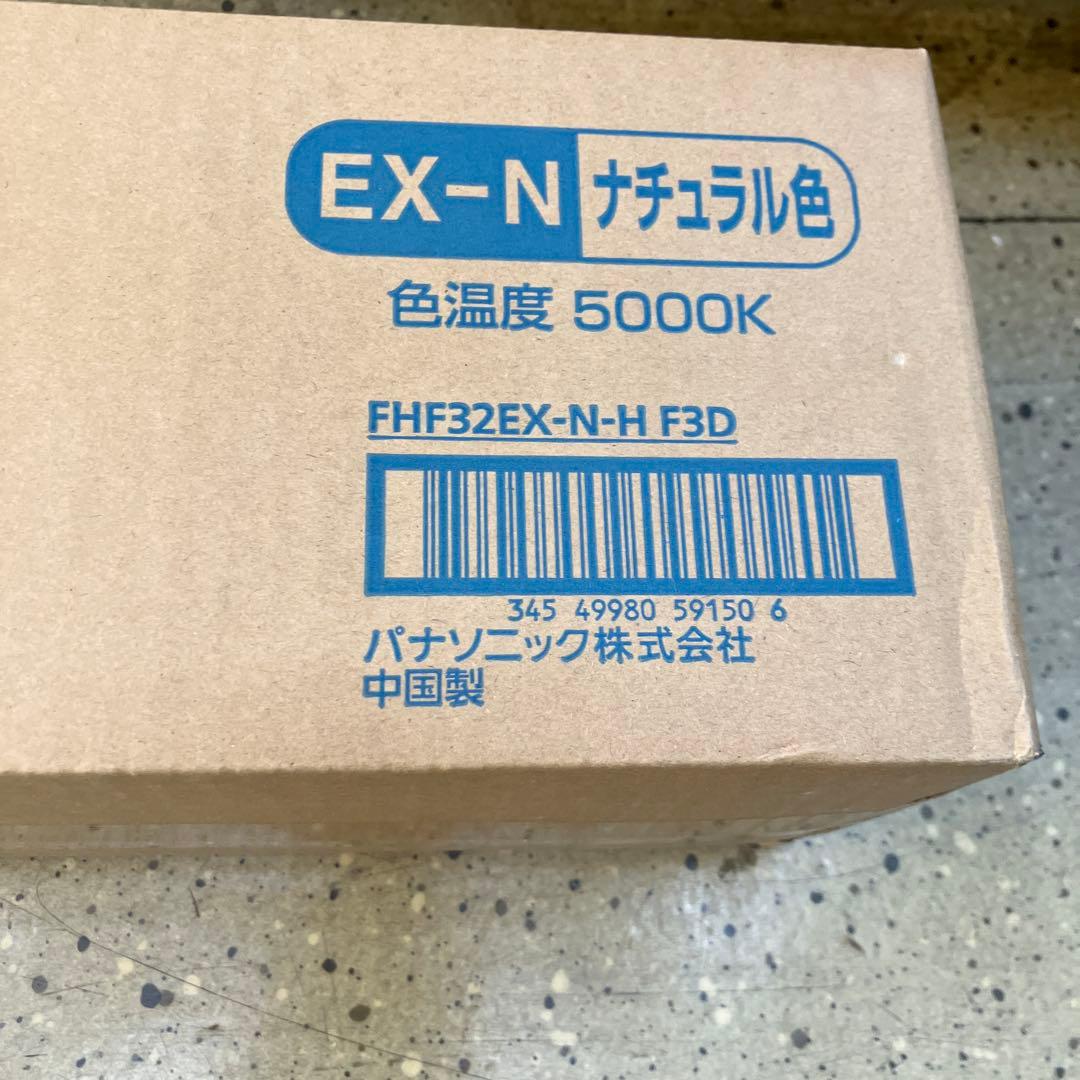 EX-N ナチュラル色
色温度 5000K
FHF32EX-N-H F3D
345 49980 59150 6
パナソニック株式会社
中国製